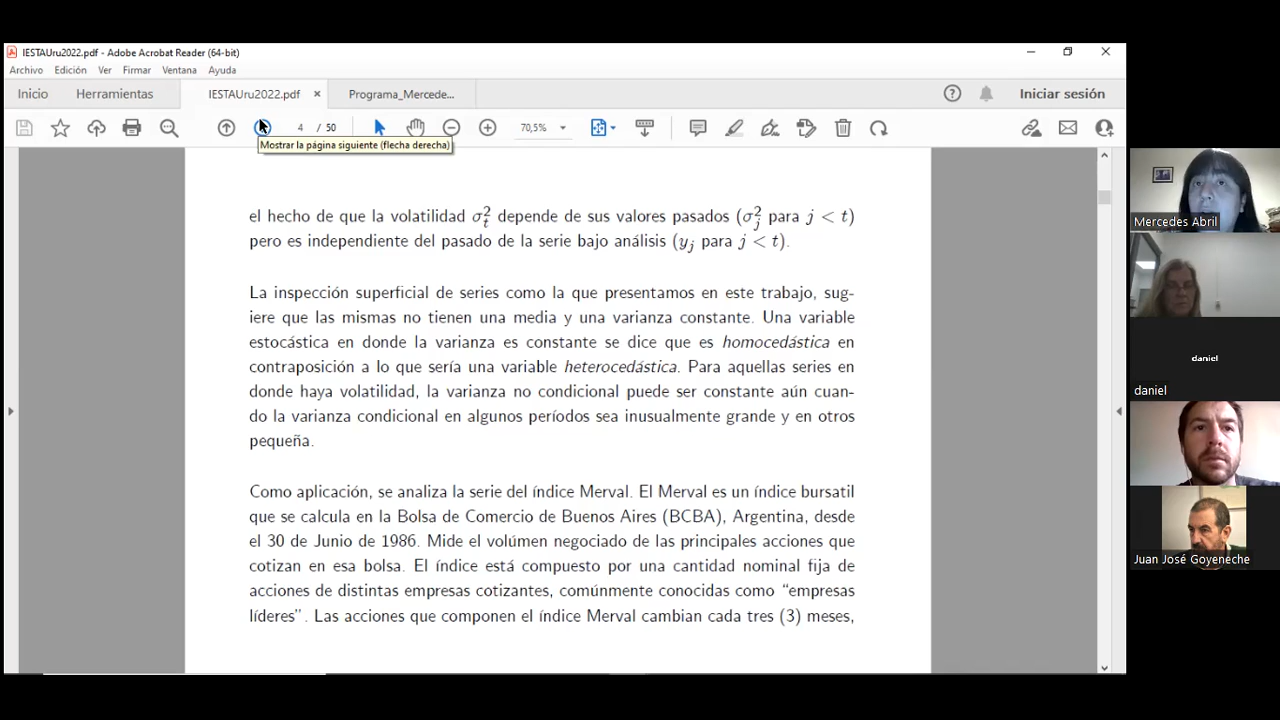 IESTAUru2022.pdf - Adobe Acrobat Reader (64-bit)
Archivo Edición Ver Firmar Ventana Ayuda
Inicio Herramientas IESTAUru2022.pdf × Programa_Mercede... Iniciar sesión
4 / 50 70,5%
Mostrar la página siguiente (flecha derecha)
el hecho de que la volatilidad σ²ₜ depende de sus valores pasados (σ²ⱼ para j < t)
pero es independiente del pasado de la serie bajo análisis (yⱼ para j < t).
La inspección superficial de series como la que presentamos en este trabajo, sug-
iere que las mismas no tienen una media y una varianza constante. Una variable
estocástica en donde la varianza es constante se dice que es homocedástica en
contraposición a lo que sería una variable heterocedástica. Para aquellas series en
donde haya volatilidad, la varianza no condicional puede ser constante aún cuan-
do la varianza condicional en algunos períodos sea inusualmente grande y en otros
pequeña.
Como aplicación, se analiza la serie del índice Merval. El Merval es un índice bursatil
que se calcula en la Bolsa de Comercio de Buenos Aires (BCBA), Argentina, desde
el 30 de Junio de 1986. Mide el volúmen negociado de las principales acciones que
cotizan en esa bolsa. El índice está compuesto por una cantidad nominal fija de
acciones de distintas empresas cotizantes, comúnmente conocidas como “empresas
líderes”. Las acciones que componen el índice Merval cambian cada tres (3) meses,
Mercedes Abril
daniel
daniel
Juan José Goyeneche